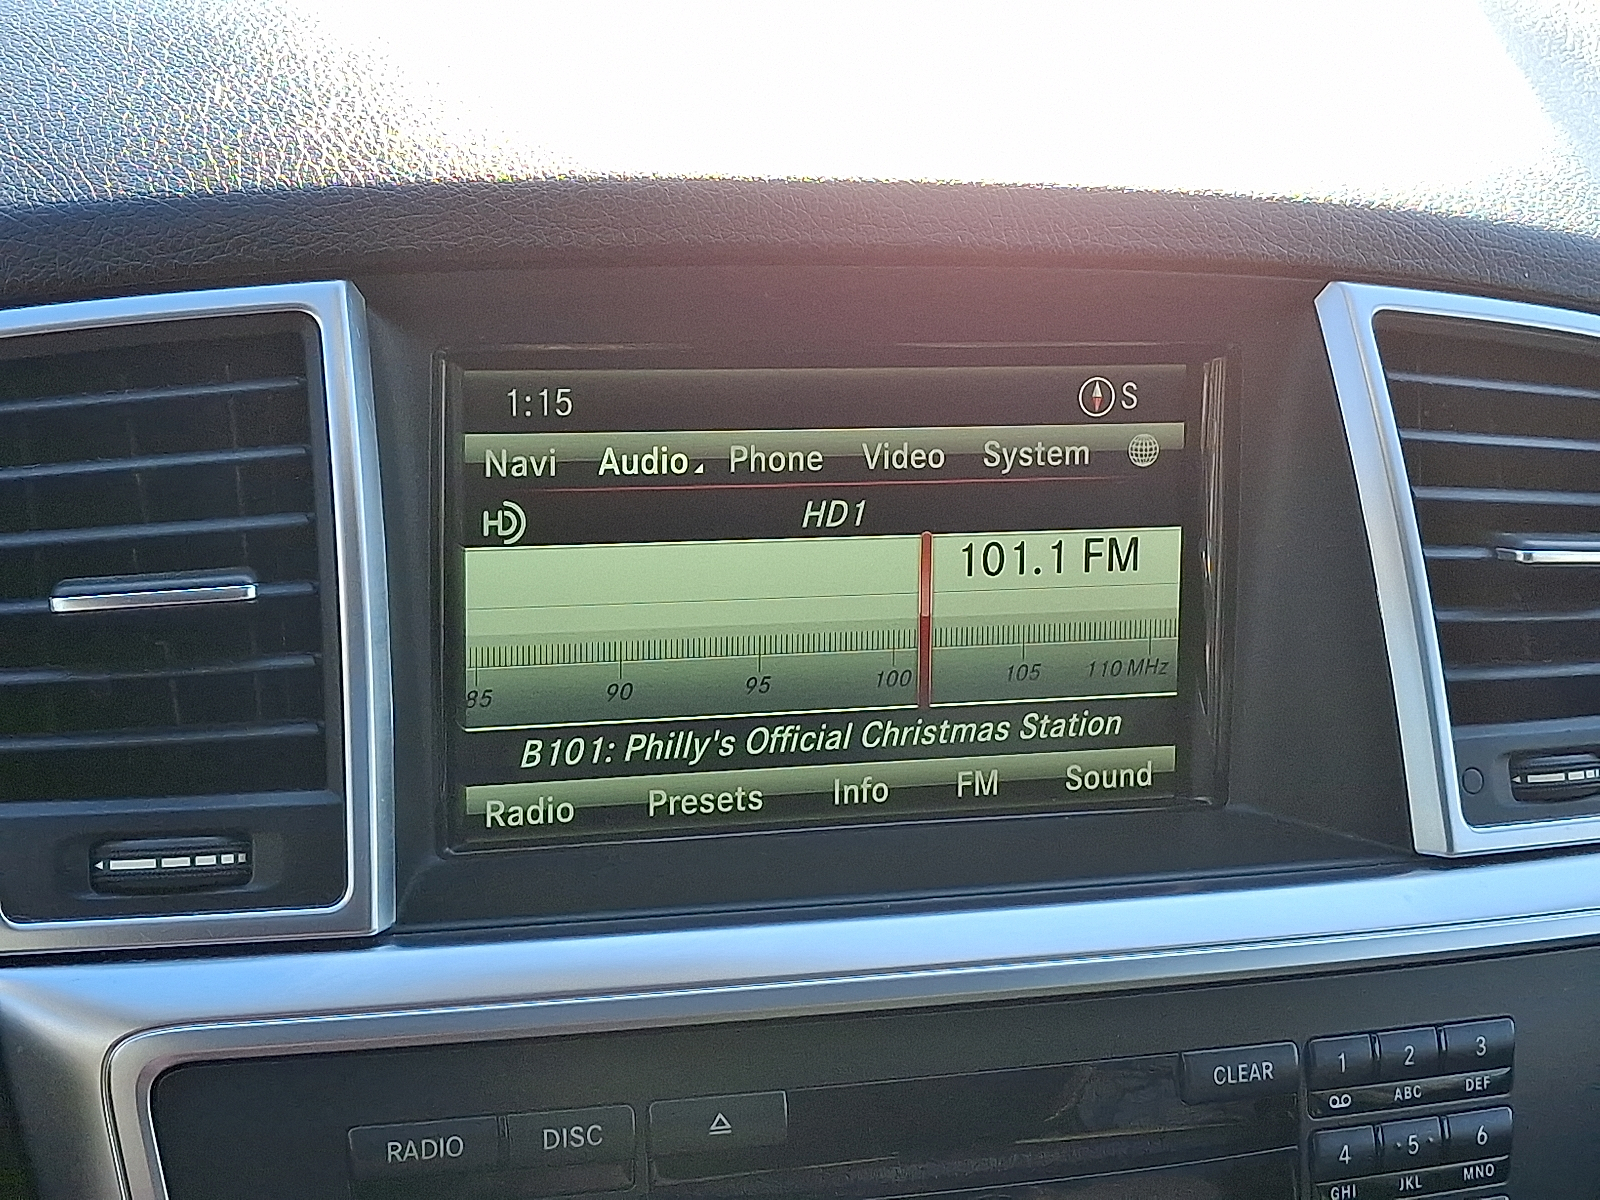 1:15 S
Navi Audio Phone Video System
HD HD1
101.1 FM
85 90 95 100 105 110 MHz
B101: Philly's Official Christmas Station
Radio Presets Info FM Sound
CLEAR 1 2 3
ABC DEF
RADIO DISC 4 5 6
GHI JKL MNO